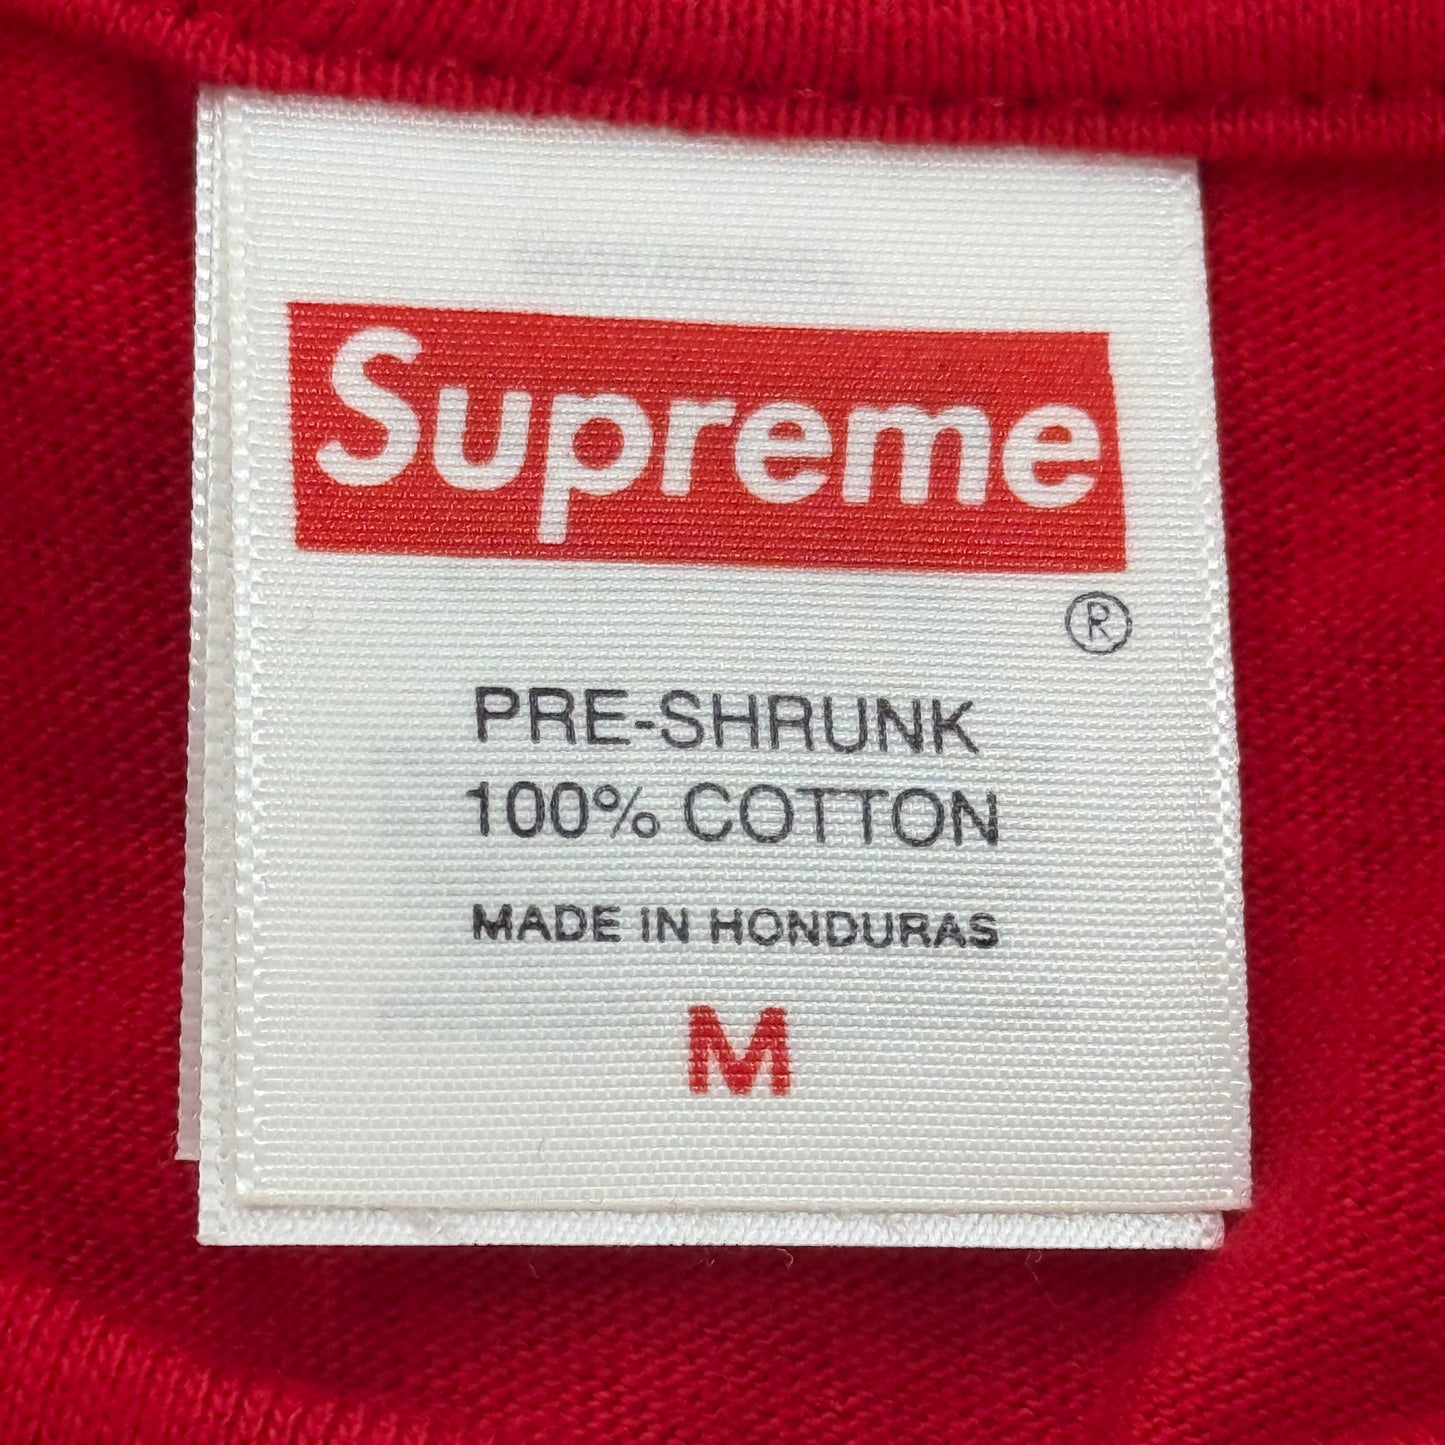 Supreme
®
PRE-SHRUNK
100% COTTON
MADE IN HONDURAS
M